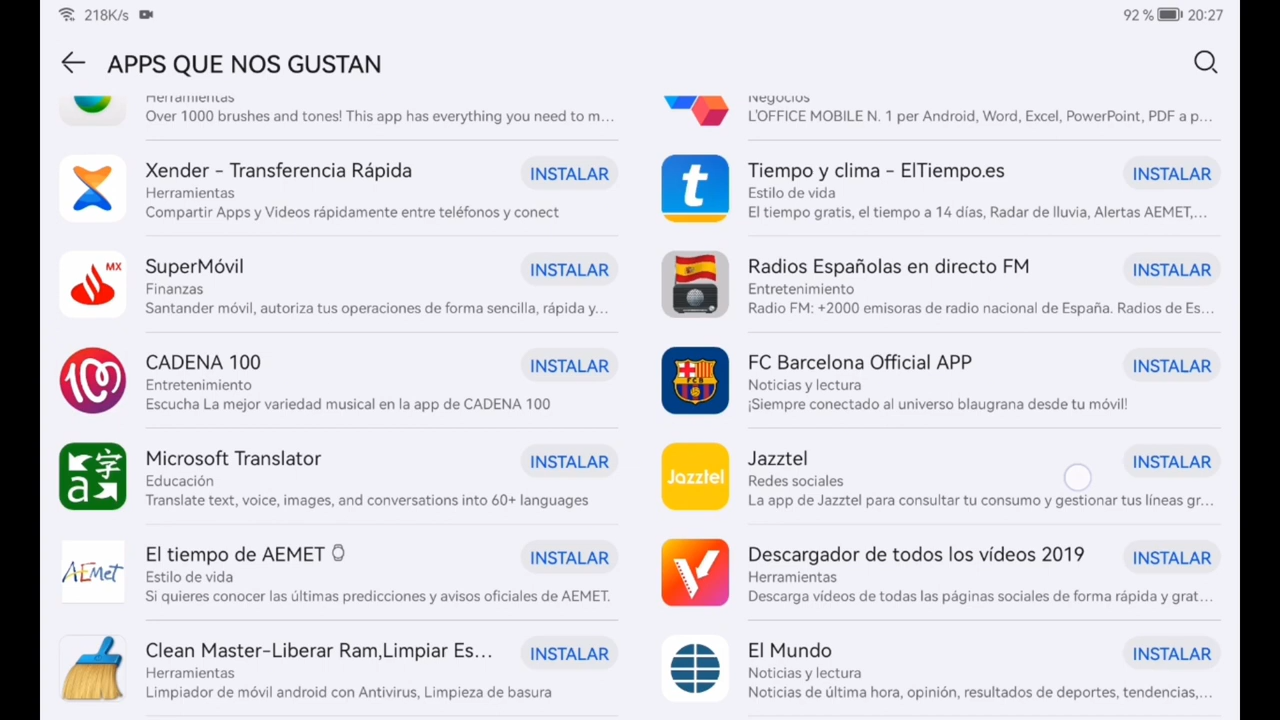 218K/s
92 % 20:27
APPS QUE NOS GUSTAN
Herramientas
Over 1000 brushes and tones! This app has everything you need to m...
Negocios
L'OFFICE MOBILE N. 1 per Android, Word, Excel, PowerPoint, PDF a p...
Xender - Transferencia Rápida
INSTALAR
Herramientas
Compartir Apps y Videos rápidamente entre teléfonos y conect
t
Tiempo y clima - ElTiempo.es
INSTALAR
Estilo de vida
El tiempo gratis, el tiempo a 14 días, Radar de lluvia, Alertas AEMET,...
MX
SuperMóvil
INSTALAR
Finanzas
Santander móvil, autoriza tus operaciones de forma sencilla, rápida y...
Radios Españolas en directo FM
INSTALAR
Entretenimiento
Radio FM: +2000 emisoras de radio nacional de España. Radios de Es...
100
CADENA 100
INSTALAR
Entretenimiento
Escucha La mejor variedad musical en la app de CADENA 100
FCB
FC Barcelona Official APP
INSTALAR
Noticias y lectura
¡Siempre conectado al universo blaugrana desde tu móvil!
字
a
Microsoft Translator
INSTALAR
Educación
Translate text, voice, images, and conversations into 60+ languages
Jazztel
Jazztel
INSTALAR
Redes sociales
La app de Jazztel para consultar tu consumo y gestionar tus líneas gr...
AEMet
El tiempo de AEMET
INSTALAR
Estilo de vida
Si quieres conocer las últimas predicciones y avisos oficiales de AEMET.
Descargador de todos los vídeos 2019
INSTALAR
Herramientas
Descarga vídeos de todas las páginas sociales de forma rápida y grat...
Clean Master-Liberar Ram,Limpiar Es...
INSTALAR
Herramientas
Limpiador de móvil android con Antivirus, Limpieza de basura
El Mundo
INSTALAR
Noticias y lectura
Noticias de última hora, opinión, resultados de deportes, tendencias,...